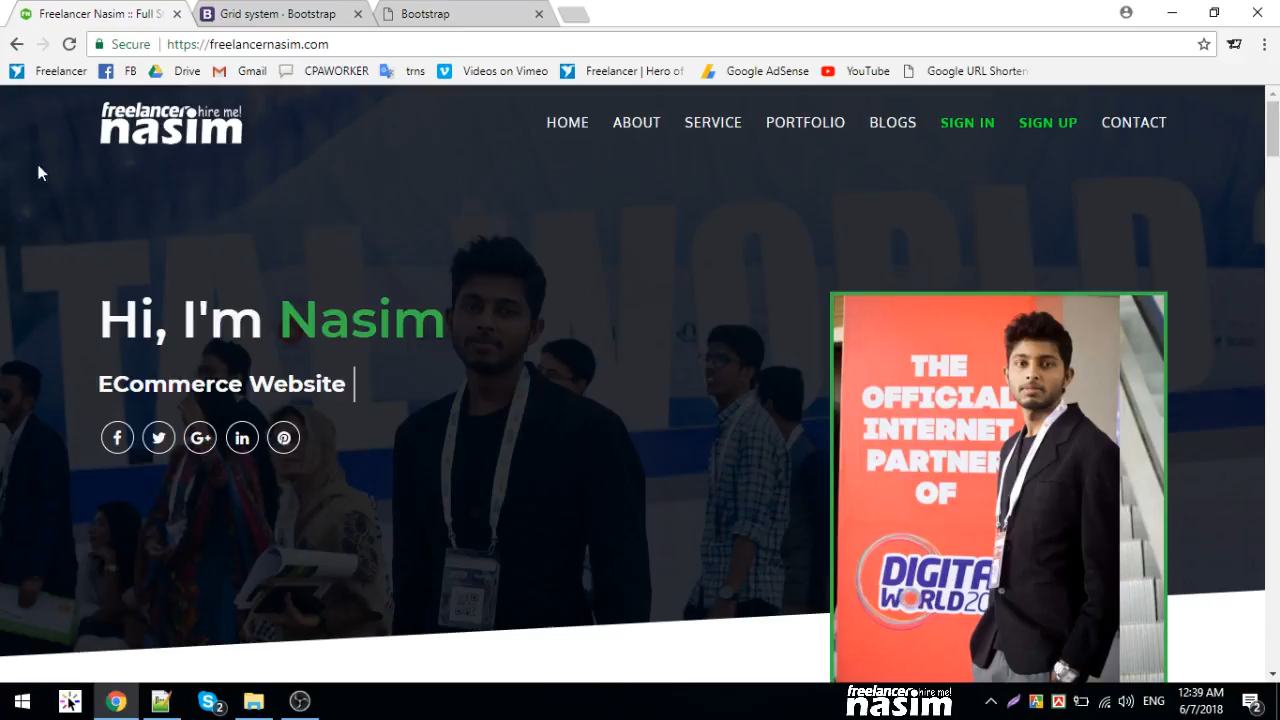 Freelancer Nasim :: Full S
Grid system · Bootstrap
Bootstrap
Secure
https://freelancernasim.com
Freelancer
FB
Drive
Gmail
CPAWORKER
trns
Videos on Vimeo
Freelancer | Hero of
Google AdSense
YouTube
Google URL Shorten
freelancer hire me!
nasim
HOME
ABOUT
SERVICE
PORTFOLIO
BLOGS
SIGN IN
SIGN UP
CONTACT
Hi, I'm Nasim
ECommerce Website
THE
OFFICIAL
INTERNET
PARTNER
OF
DIGITA
WORLD20
freelancer hire me!
nasim
ENG
12:39 AM
6/7/2018